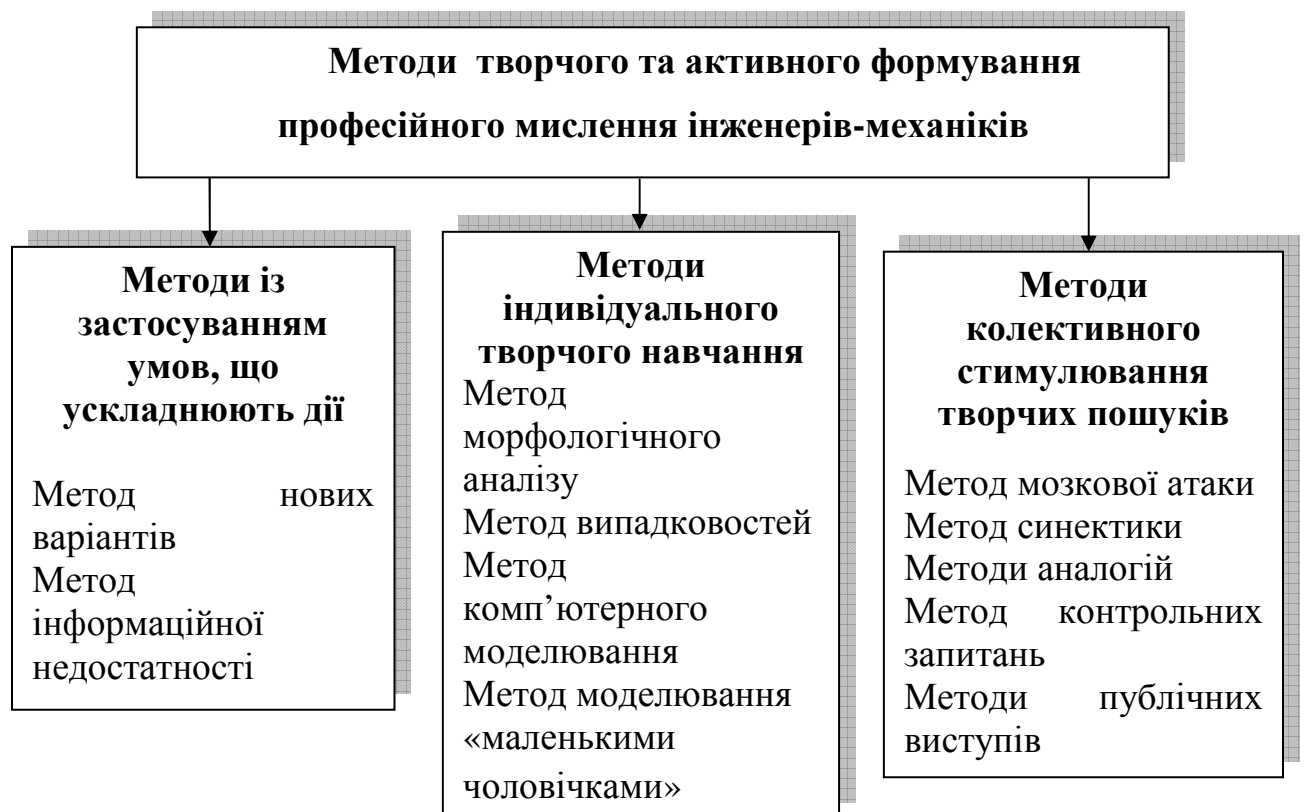 Методи творчого та активного формування
професійного мислення інженерів-механіків
Методи із
застосуванням
умов, що
ускладнюють дії
Метод нових
варіантів
Метод
інформаційної
недостатності
Методи
індивідуального
творчого навчання
Метод
морфологічного
аналізу
Метод випадковостей
Метод
комп’ютерного
моделювання
Метод моделювання
«маленькими
чоловічками»
Методи
колективного
стимулювання
творчих пошуків
Метод мозкової атаки
Метод синектики
Методи аналогій
Метод контрольних
запитань
Методи публічних
виступів